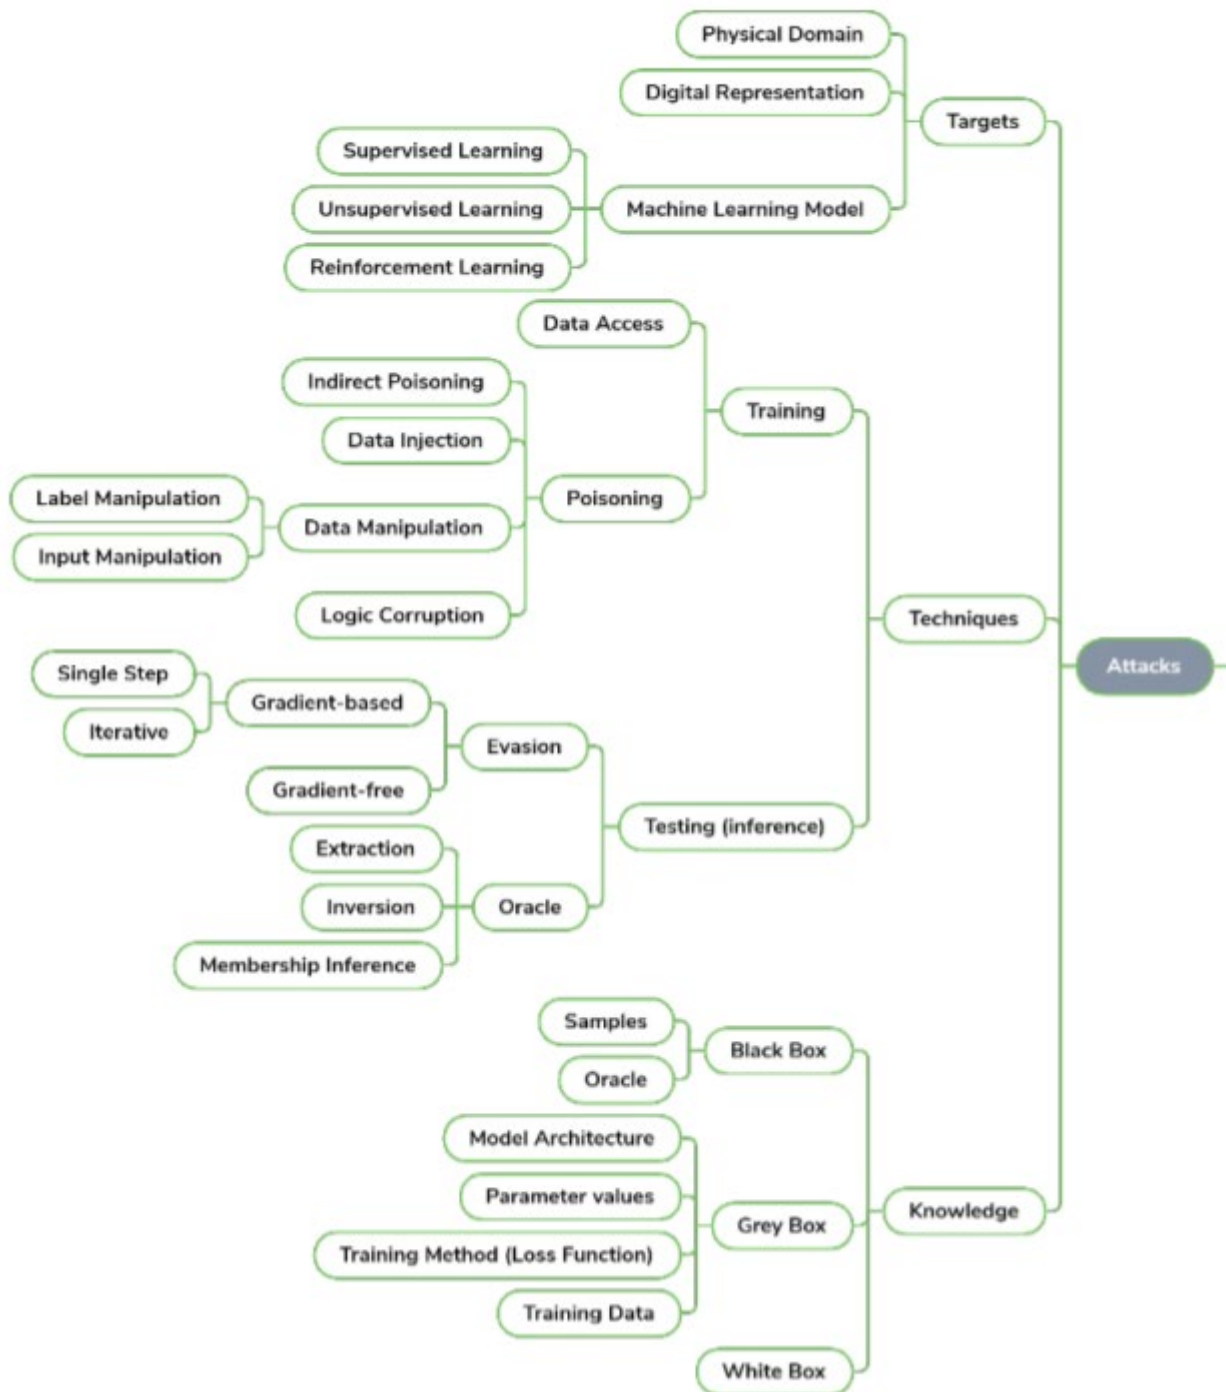 Physical Domain
Digital Representation
Targets
Supervised Learning
Unsupervised Learning
Machine Learning Model
Reinforcement Learning
Data Access
Indirect Poisoning
Training
Data Injection
Label Manipulation
Poisoning
Data Manipulation
Input Manipulation
Logic Corruption
Techniques
Attacks
Single Step
Gradient-based
Iterative
Evasion
Gradient-free
Testing (inference)
Extraction
Inversion
Oracle
Membership Inference
Samples
Black Box
Oracle
Model Architecture
Parameter values
Knowledge
Grey Box
Training Method (Loss Function)
Training Data
White Box